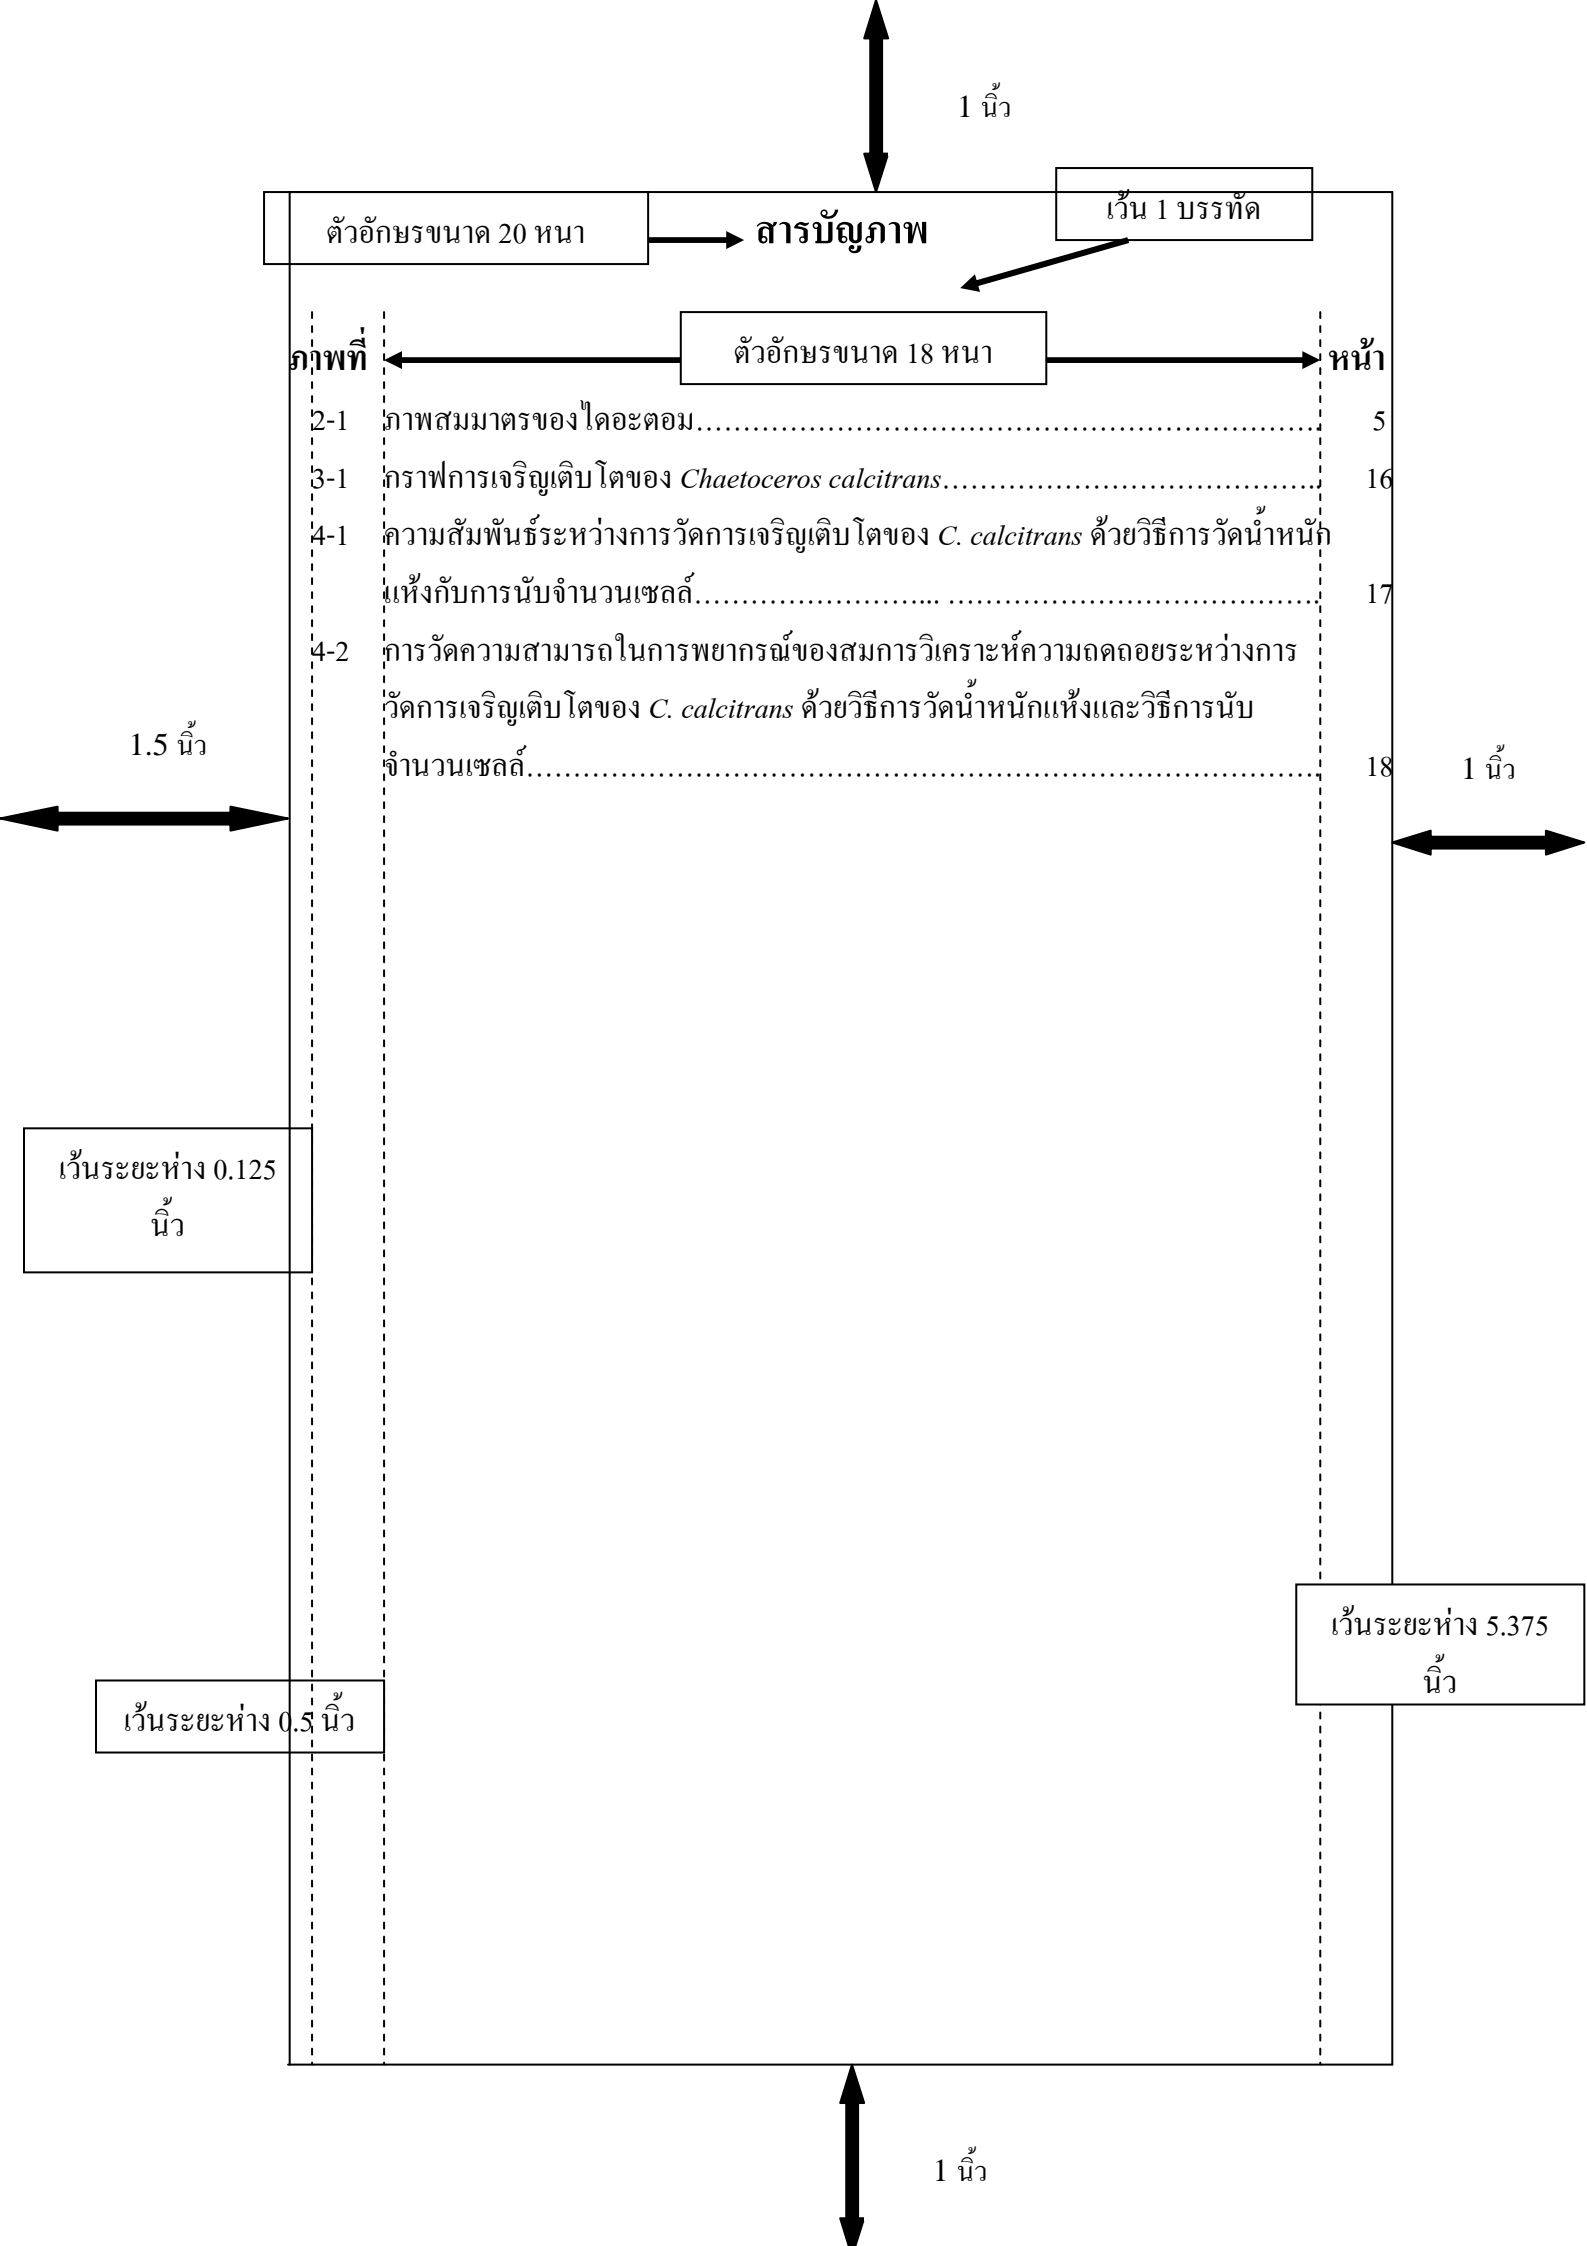 1 นิ้ว
เว้น 1 บรรทัด
ตัวอักษรขนาด 20 หนา
สารบัญภาพ
ตัวอักษรขนาด 18 หนา
ภาพที่ หน้า
2-1 ภาพสมมาตรของไดอะตอม…………………………………………………………………. 5
3-1 กราฟการเจริญเติบโตของ Chaetoceros calcitrans………………………………….. 16
4-1 ความสัมพันธ์ระหว่างการวัดการเจริญเติบโตของ C. calcitrans ด้วยวิธีการวัดน้ำหนัก
แห้งกับการนับจำนวนเซลล์…………………... …………………………………. 17
4-2 การวัดความสามารถในการพยากรณ์ของสมการวิเคราะห์ความถดถอยระหว่างการ
วัดการเจริญเติบโตของ C. calcitrans ด้วยวิธีการวัดน้ำหนักแห้งและวิธีการนับ
จำนวนเซลล์…………………………………………………………………………. 18
1.5 นิ้ว
1 นิ้ว
เว้นระยะห่าง 0.125
นิ้ว
เว้นระยะห่าง 5.375
นิ้ว
เว้นระยะห่าง 0.5 นิ้ว
1 นิ้ว